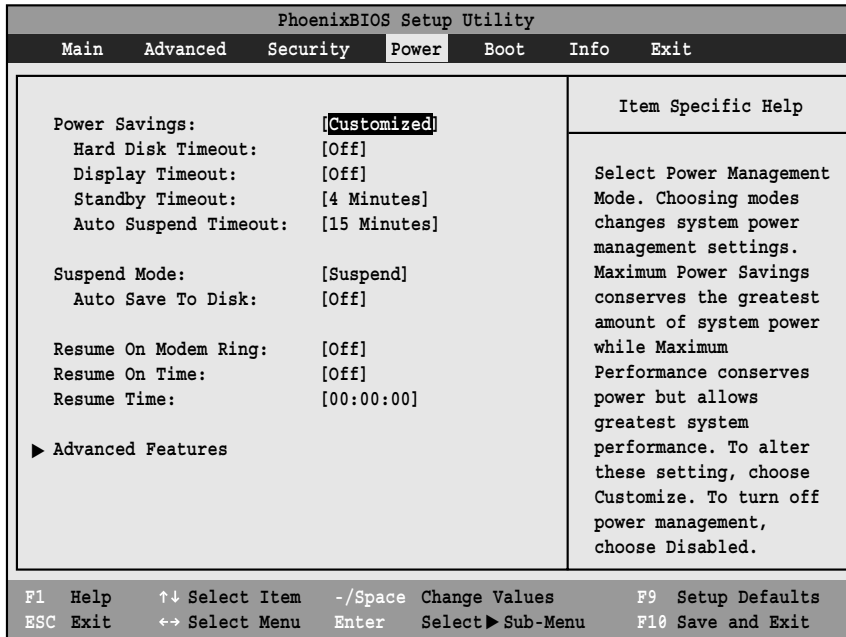 PhoenixBIOS Setup Utility
Main Advanced Security Power Boot Info Exit
Power Savings: [Customized]
Hard Disk Timeout: [Off]
Display Timeout: [Off]
Standby Timeout: [4 Minutes]
Auto Suspend Timeout: [15 Minutes]
Suspend Mode: [Suspend]
Auto Save To Disk: [Off]
Resume On Modem Ring: [Off]
Resume On Time: [Off]
Resume Time: [00:00:00]
▶ Advanced Features
Item Specific Help
Select Power Management
Mode. Choosing modes
changes system power
management settings.
Maximum Power Savings
conserves the greatest
amount of system power
while Maximum
Performance conserves
power but allows
greatest system
performance. To alter
these setting, choose
Customize. To turn off
power management,
choose Disabled.
F1 Help ↑↓ Select Item -/Space Change Values F9 Setup Defaults
ESC Exit ←→ Select Menu Enter Select ▶ Sub-Menu F10 Save and Exit